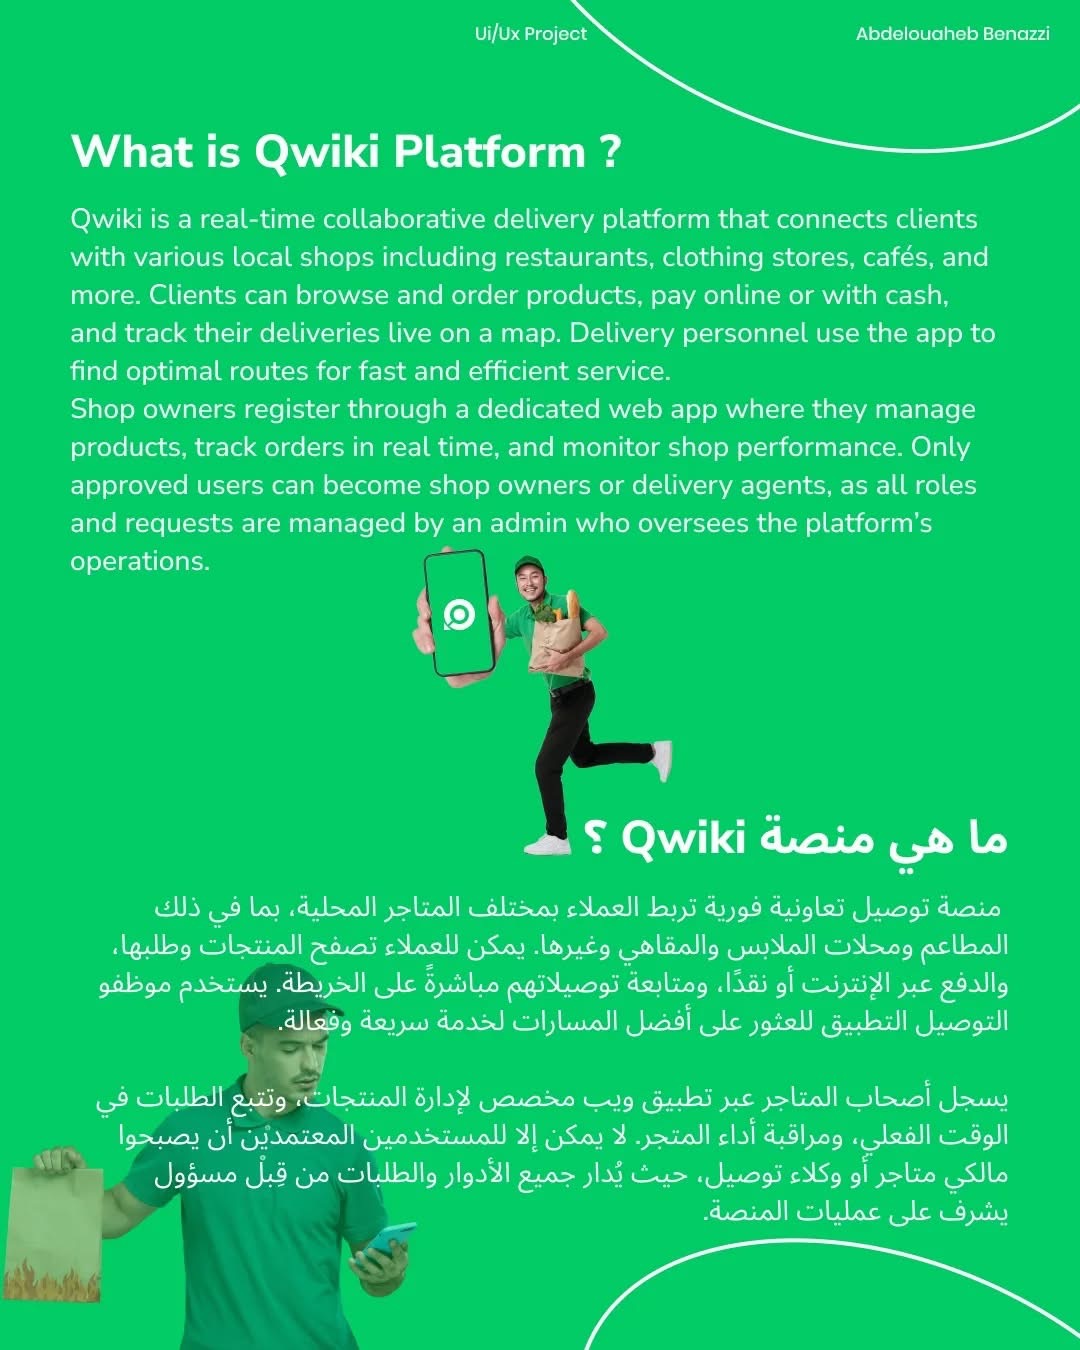 Ui/Ux Project
Abdelouaheb Benazzi
What is Qwiki Platform ?
Qwiki is a real-time collaborative delivery platform that connects clients
with various local shops including restaurants, clothing stores, cafés, and
more. Clients can browse and order products, pay online or with cash,
and track their deliveries live on a map. Delivery personnel use the app to
find optimal routes for fast and efficient service.
Shop owners register through a dedicated web app where they manage
products, track orders in real time, and monitor shop performance. Only
approved users can become shop owners or delivery agents, as all roles
and requests are managed by an admin who oversees the platform’s
operations.
ما هي منصة Qwiki ؟
منصة توصيل تعاونية فورية تربط العملاء بمختلف المتاجر المحلية، بما في ذلك
المطاعم ومحلات الملابس والمقاهي وغيرها. يمكن للعملاء تصفح المنتجات وطلبها،
والدفع عبر الإنترنت أو نقدًا، ومتابعة توصيلاتهم مباشرةً على الخريطة. يستخدم موظفو
التوصيل التطبيق للعثور على أفضل المسارات لخدمة سريعة وفعالة.
يسجل أصحاب المتاجر عبر تطبيق ويب مخصص لإدارة المنتجات، وتتبع الطلبات في
الوقت الفعلي، ومراقبة أداء المتجر. لا يمكن إلا للمستخدمين المعتمديْن أن يصبحوا
مالكي متاجر أو وكلاء توصيل، حيث يُدار جميع الأدوار والطلبات من قِبلْ مسؤول
يشرف على عمليات المنصة.